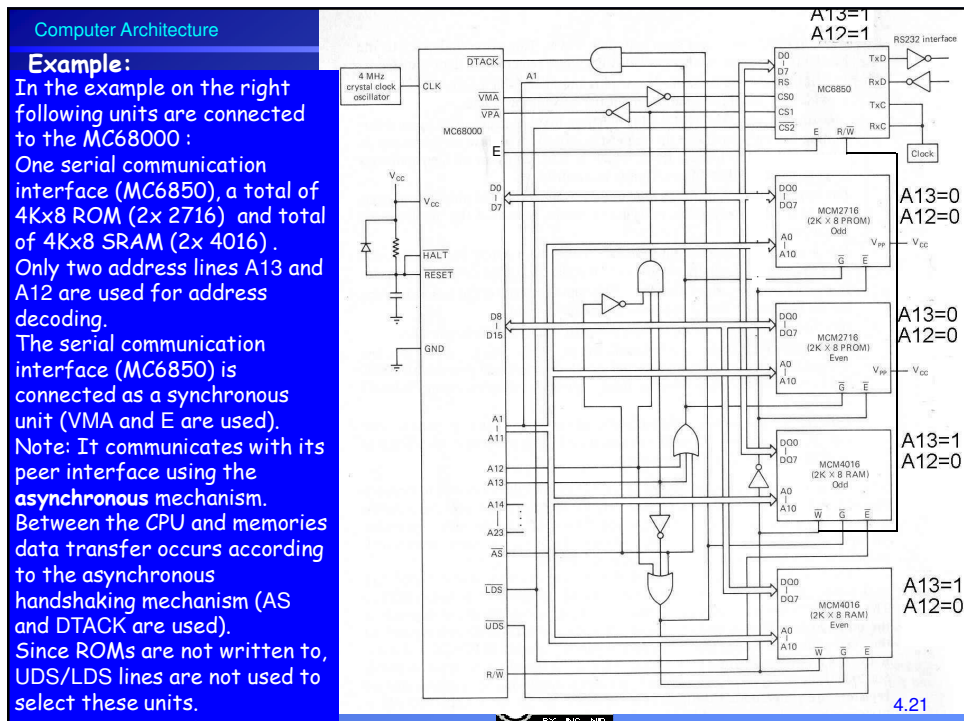 Computer Architecture
Example:
In the example on the right
following units are connected
to the MC68000 :
One serial communication
interface (MC6850), a total of
4Kx8 ROM (2x 2716) and total
of 4Kx8 SRAM (2x 4016) .
Only two address lines A13 and
A12 are used for address
decoding.
The serial communication
interface (MC6850) is
connected as a synchronous
unit (VMA and E are used).
Note: It communicates with its
peer interface using the
asynchronous mechanism.
Between the CPU and memories
data transfer occurs according
to the asynchronous
handshaking mechanism (AS
and DTACK are used).
Since ROMs are not written to,
UDS/LDS lines are not used to
select these units.
4 MHz
crystal clock
oscillator
VCC
CLK
VCC
HALT
RESET
GND
DTACK
VMA
VPA
MC68000
E
D0
D7
D8
D15
A1
A11
A12
A13
A14
A23
AS
LDS
UDS
R/W
A1
A13=1
A12=1
RS232 interface
D0
D7
RS
CS0
CS1
CS2
MC6850
E
R/W
TxD
RxD
TxC
RxC
Clock
DQ0
DQ7
A0
A10
MCM2716
(2K × 8 PROM)
Odd
VPP
VCC
G
E
A13=0
A12=0
DQ0
DQ7
A0
A10
MCM2716
(2K × 8 PROM)
Even
VPP
VCC
G
E
A13=0
A12=0
DQ0
DQ7
A0
A10
MCM4016
(2K × 8 RAM)
Odd
W
G
E
A13=1
A12=0
DQ0
DQ7
A0
A10
MCM4016
(2K × 8 RAM)
Even
W
G
E
A13=1
A12=0
4.21